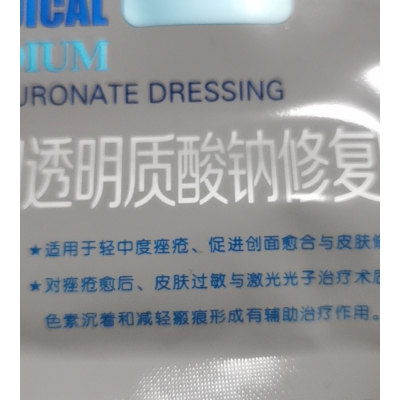 DICAL
DIUM
URONATE DRESSING
透明质酸钠修复
★适用于轻中度痤疮、促进创面愈合与皮肤修
★对痤疮愈后、皮肤过敏与激光光子治疗术后
色素沉着和减轻瘢痕形成有辅助治疗作用。